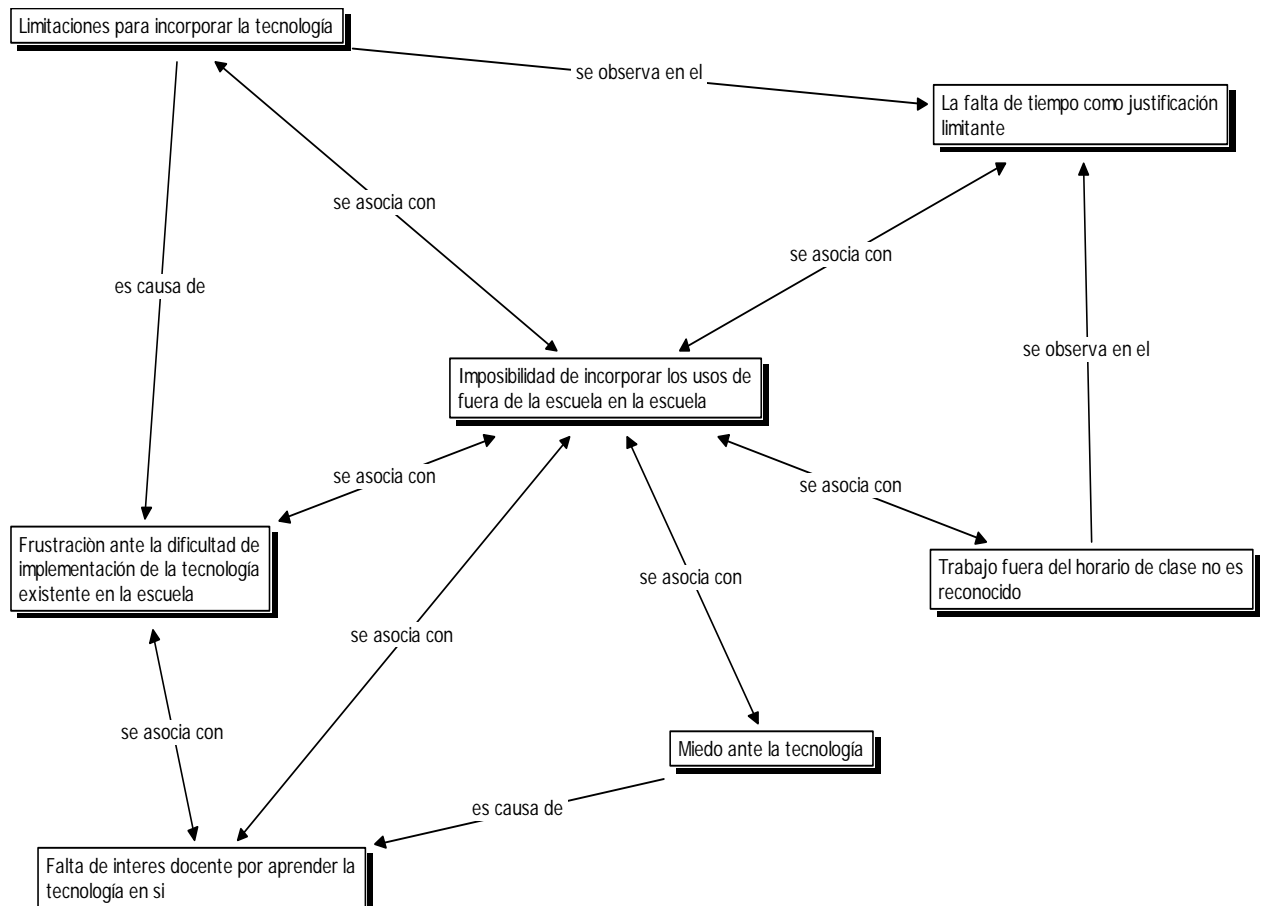 Limitaciones para incorporar la tecnología
se observa en el
La falta de tiempo como justificación
limitante
se asocia con
se asocia con
es causa de
se observa en el
Imposibilidad de incorporar los usos de
fuera de la escuela en la escuela
se asocia con
se asocia con
Frustraciòn ante la dificultad de
implementación de la tecnología
existente en la escuela
Trabajo fuera del horario de clase no es
reconocido
se asocia con
se asocia con
se asocia con
Miedo ante la tecnología
es causa de
Falta de interes docente por aprender la
tecnología en si